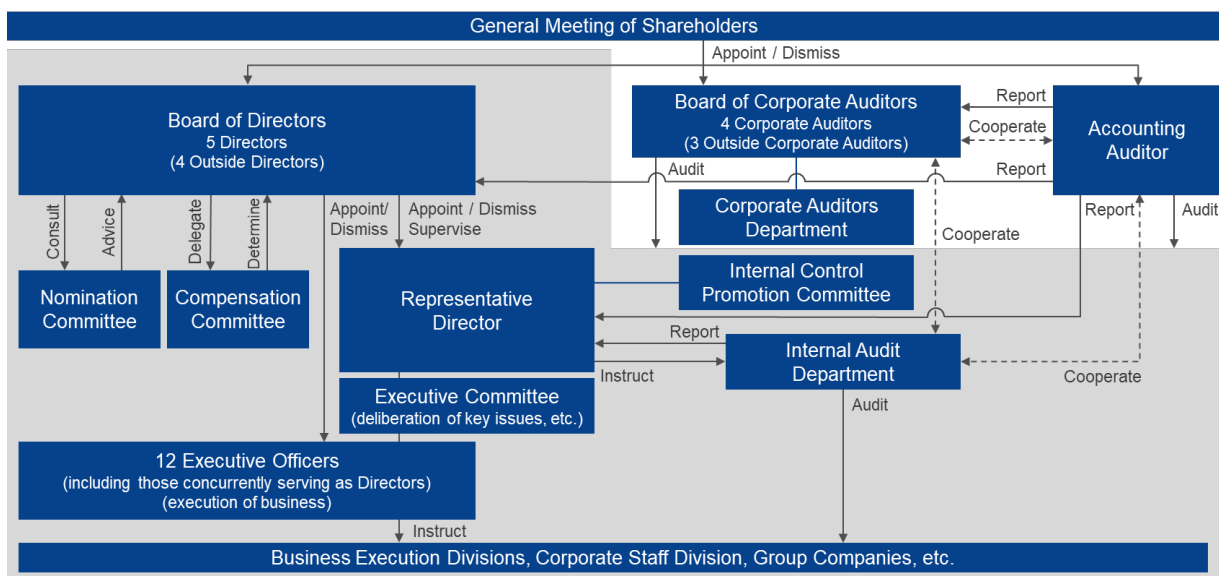 General Meeting of Shareholders
Appoint / Dismiss
Board of Directors
5 Directors
(4 Outside Directors)
Board of Corporate Auditors
4 Corporate Auditors
(3 Outside Corporate Auditors)
Report
Cooperate
Accounting
Auditor
Audit
Report
Consult
Advice
Delegate
Determine
Appoint/
Dismiss
Appoint / Dismiss
Supervise
Corporate Auditors
Department
Cooperate
Report
Audit
Nomination
Committee
Compensation
Committee
Representative
Director
Internal Control
Promotion Committee
Report
Instruct
Internal Audit
Department
Cooperate
Executive Committee
(deliberation of key issues, etc.)
Audit
12 Executive Officers
(including those concurrently serving as Directors)
(execution of business)
Instruct
Business Execution Divisions, Corporate Staff Division, Group Companies, etc.